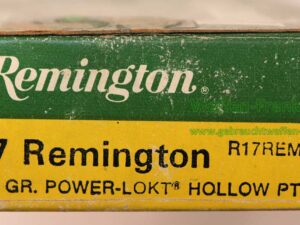 Remington®
7 Remington R17REM
GR. POWER-LOKT® HOLLOW PT
www.gebrauchtwaffen